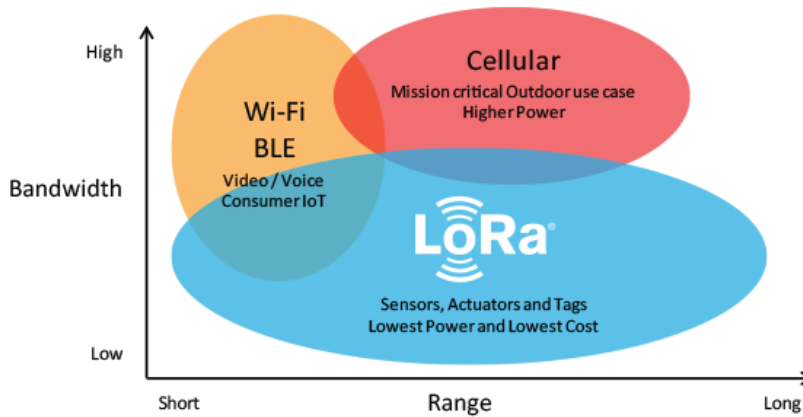 High
Bandwidth
Low
Wi-Fi
BLE
Video / Voice
Consumer IoT
Cellular
Mission critical Outdoor use case
Higher Power
LoRa®
Sensors, Actuators and Tags
Lowest Power and Lowest Cost
Short
Range
Long